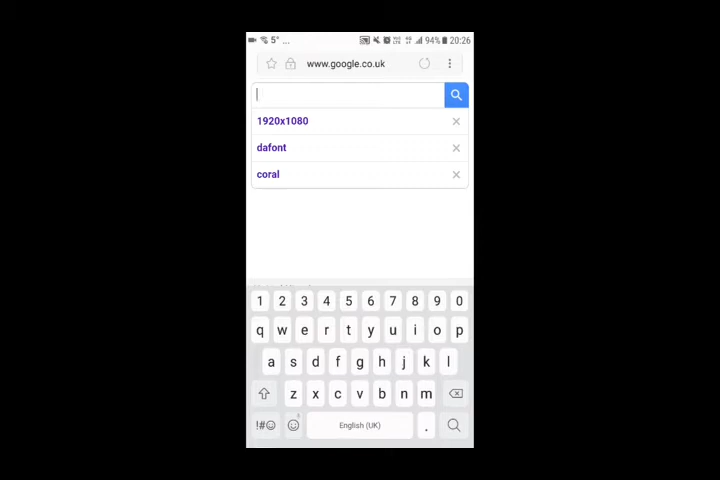 5° ... 94% 20:26
www.google.co.uk
1920x1080
dafont
coral
1 2 3 4 5 6 7 8 9 0
q w e r t y u i o p
a s d f g h j k l
z x c v b n m
!#☺ English (UK) .